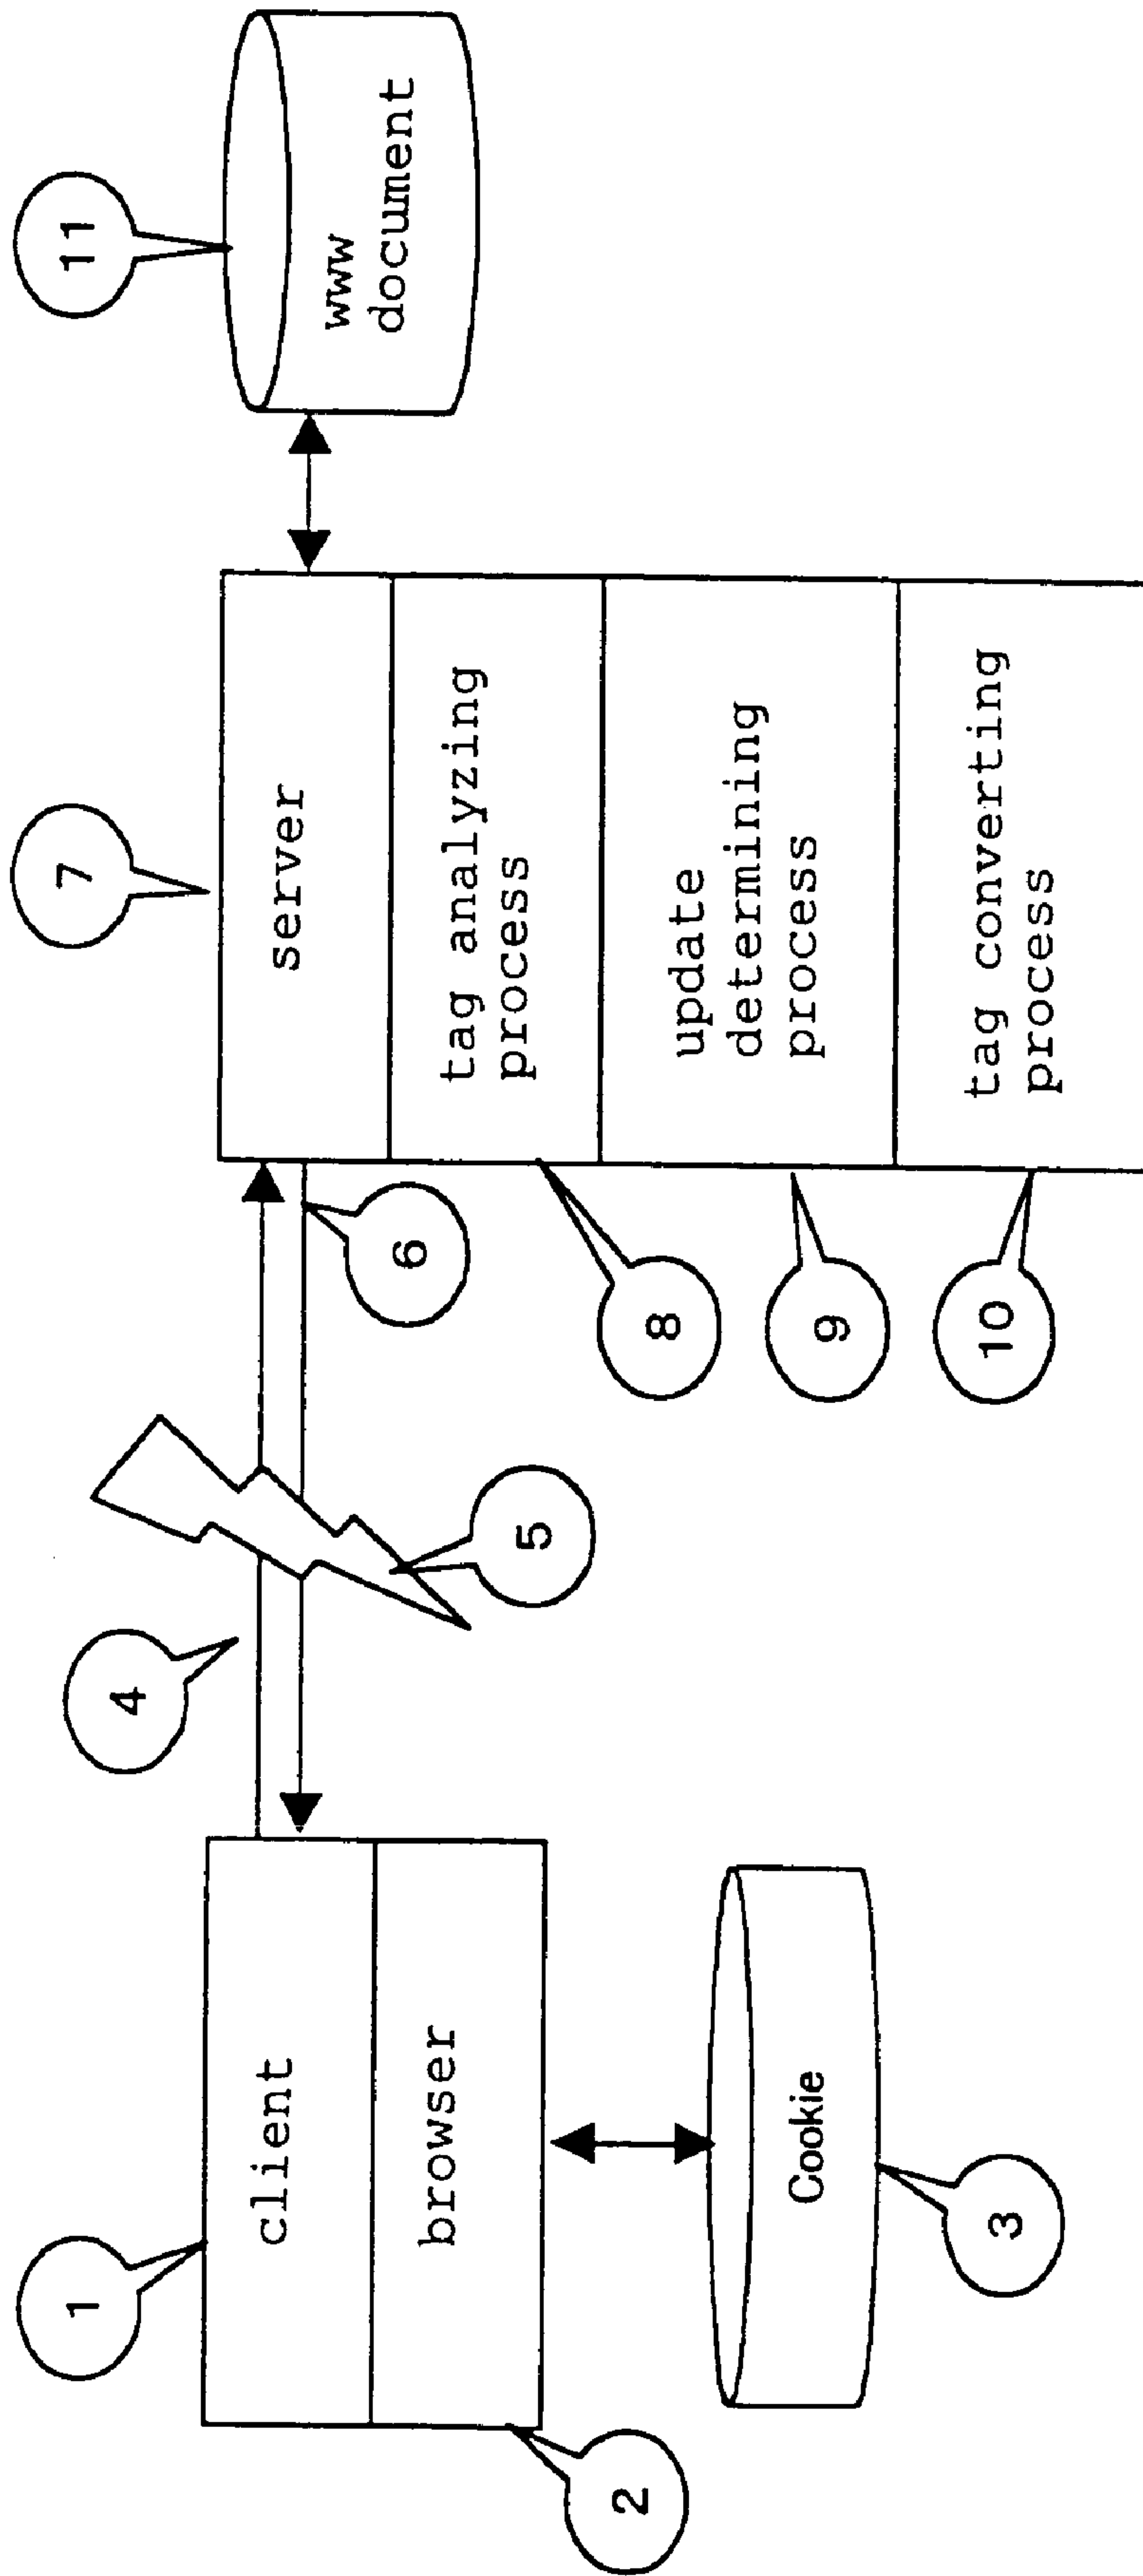 1
client
browser
2
Cookie
3
4
5
6
7
server
tag analyzing
process
update
determining
process
tag converting
process
8
9
10
11
www
document